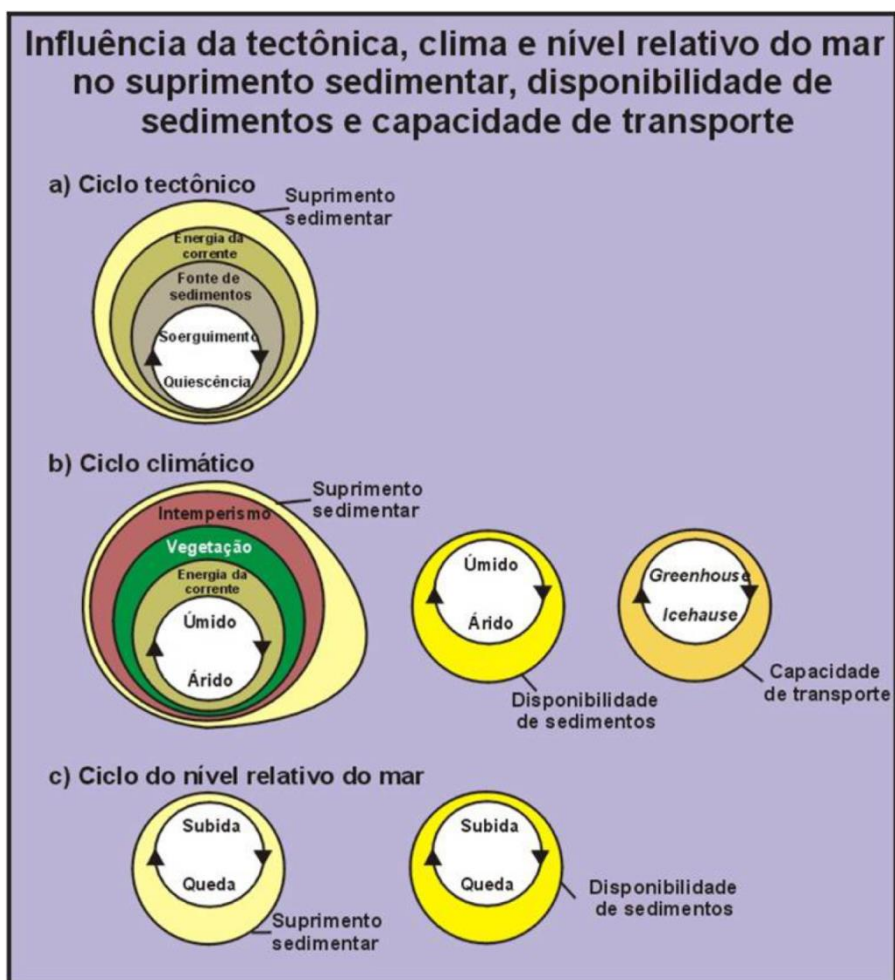 Influência da tectônica, clima e nível relativo do mar
no suprimento sedimentar, disponibilidade de
sedimentos e capacidade de transporte
a) Ciclo tectônico
Suprimento
sedimentar
Energia da
corrente
Fonte de
sedimentos
Soerguimento
Quiescência
b) Ciclo climático
Suprimento
sedimentar
Intemperismo
Vegetação
Energia da
corrente
Úmido
Árido
Úmido
Árido
Disponibilidade
de sedimentos
Greenhouse
Icehause
Capacidade
de transporte
c) Ciclo do nível relativo do mar
Subida
Queda
Suprimento
sedimentar
Subida
Queda
Disponibilidade
de sedimentos